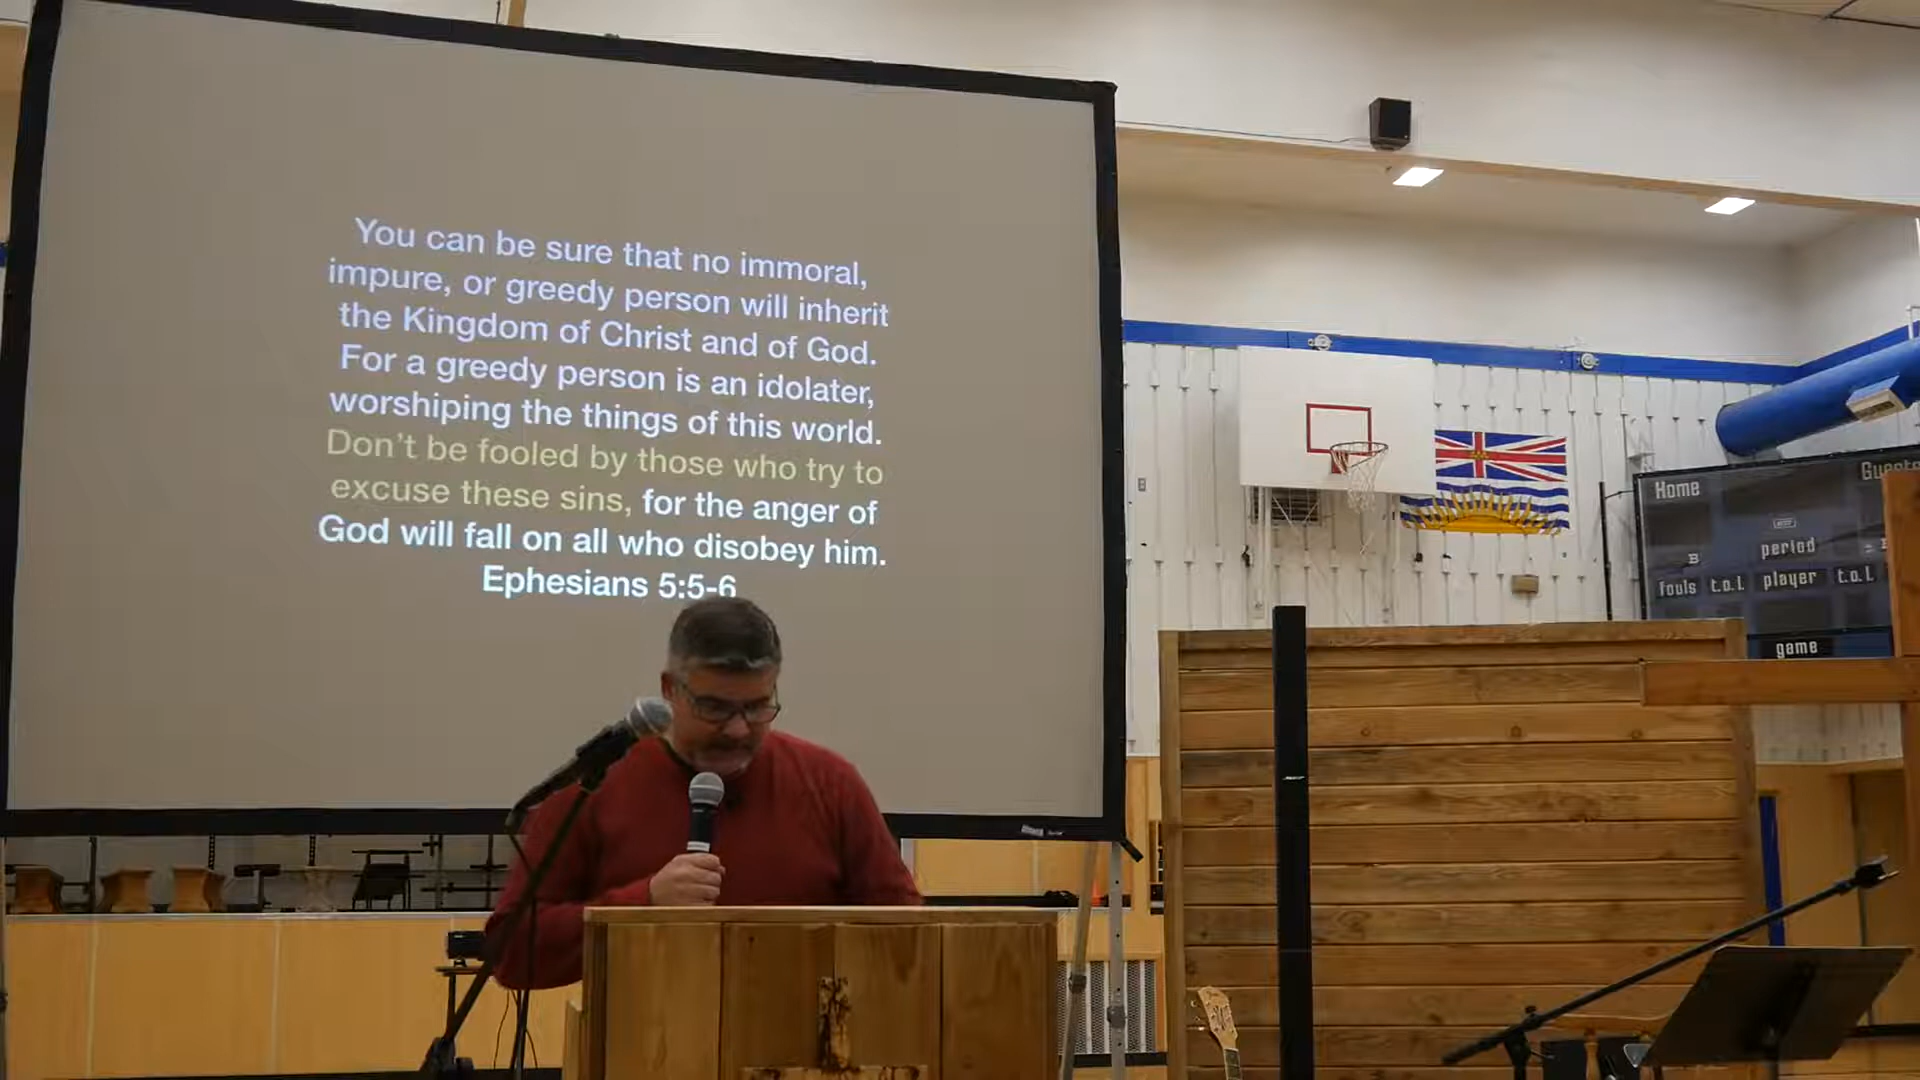 You can be sure that no immoral,
impure, or greedy person will inherit
the Kingdom of Christ and of God.
For a greedy person is an idolater,
worshiping the things of this world.
Don't be fooled by those who try to
excuse these sins, for the anger of
God will fall on all who disobey him.
Ephesians 5:5-6
Home
Guests
period
B
B
fouls t.o.l. player t.o.l.
game